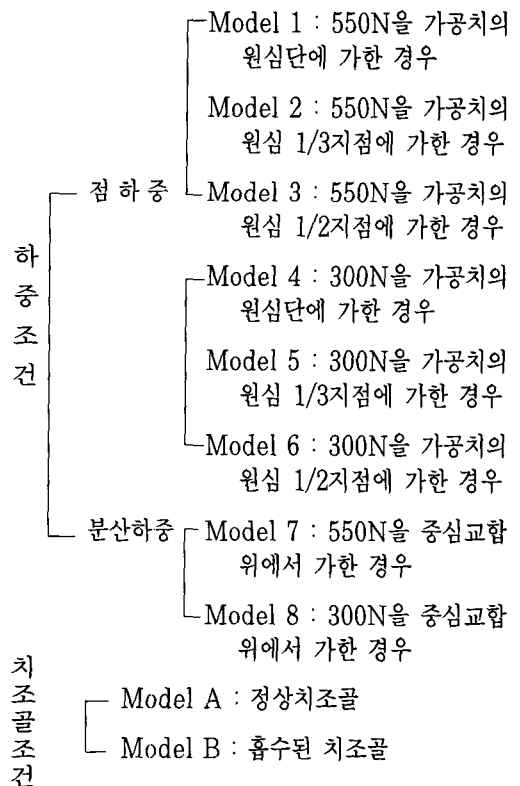 Model 1 : 550N을 가공치의
원심단에 가한 경우
Model 2 : 550N을 가공치의
원심 1/3지점에 가한 경우
점 하 중
Model 3 : 550N을 가공치의
원심 1/2지점에 가한 경우
하중조건
Model 4 : 300N을 가공치의
원심단에 가한 경우
Model 5 : 300N을 가공치의
원심 1/3지점에 가한 경우
Model 6 : 300N을 가공치의
원심 1/2지점에 가한 경우
분산하중
Model 7 : 550N을 중심교합
위에서 가한 경우
Model 8 : 300N을 중심교합
위에서 가한 경우
치조골조건
Model A : 정상치조골
Model B : 흡수된 치조골